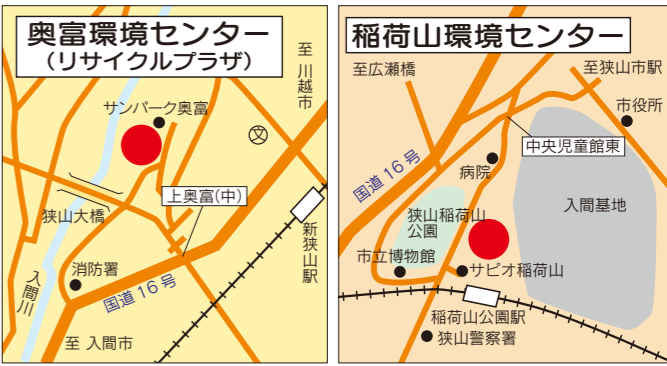 奥富環境センター
（リサイクルプラザ）
至 川越市
サンパーク奥富
文
上奥富(中)
狭山大橋
新狭山駅
消防署
国道16号
入間川
至 入間市
稲荷山環境センター
至広瀬橋
至狭山市駅
市役所
中央児童館東
病院
国道16号
入間基地
狭山稲荷山
公園
市立博物館
サピオ稲荷山
稲荷山公園駅
狭山警察署